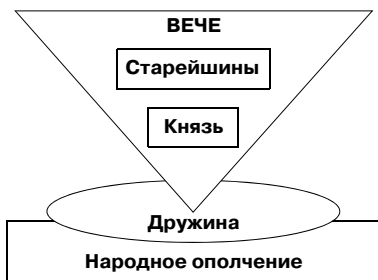 ВЕЧЕ
Старейшины
Князь
Дружина
Народное ополчение